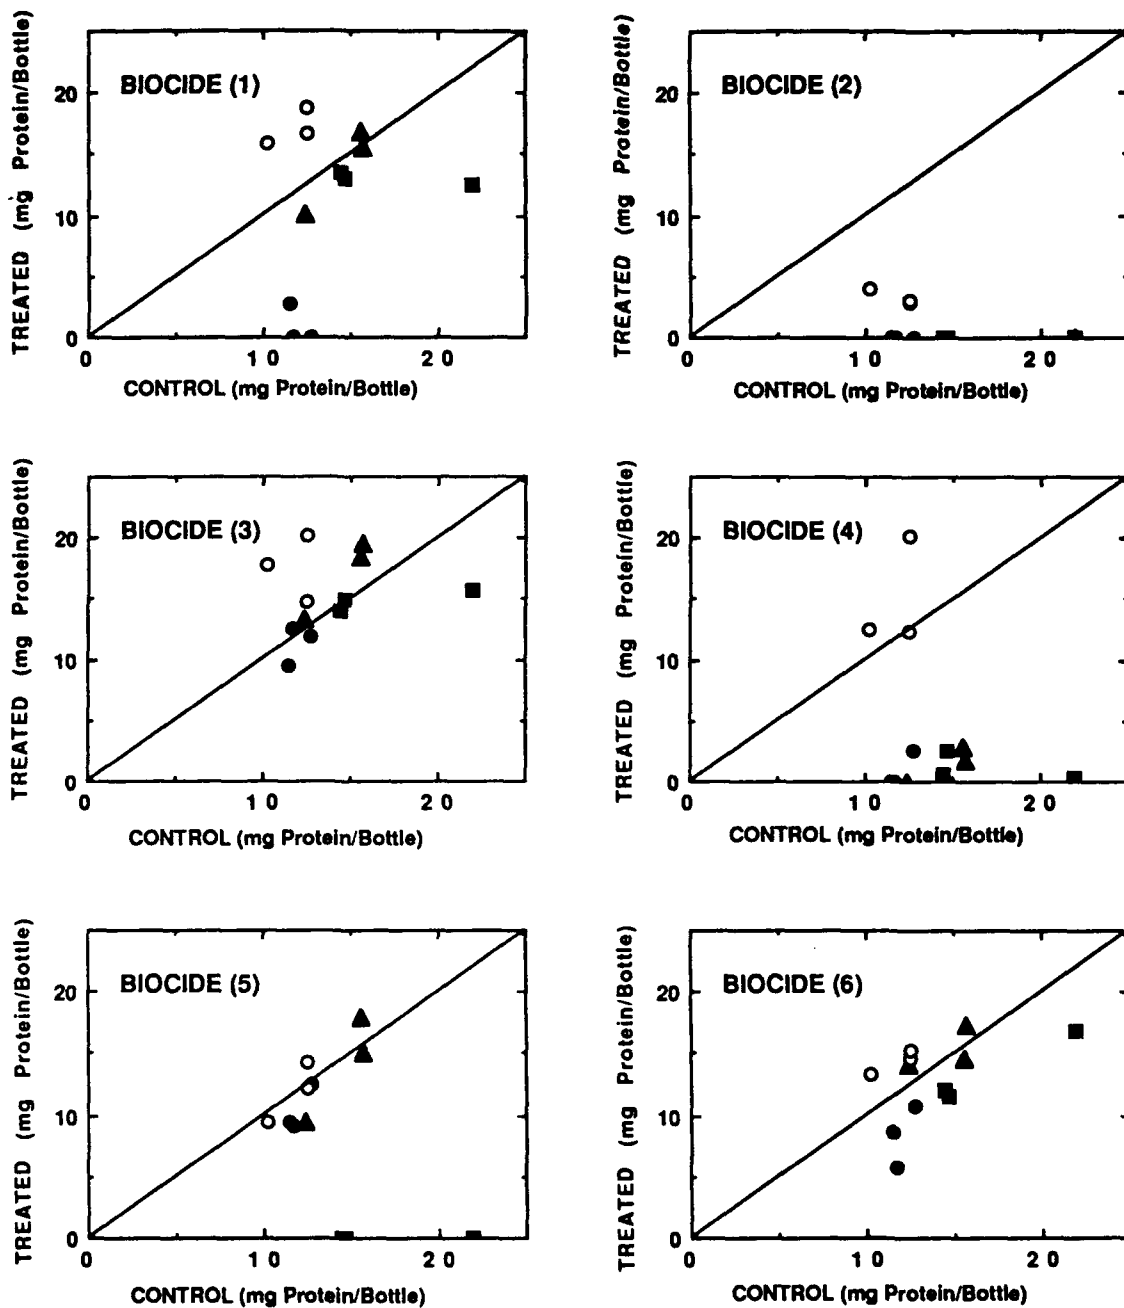 TREATED (mg Protein/Bottle)
BIOCIDE (1)
20
10
0
0 10 20
CONTROL (mg Protein/Bottle)
TREATED (mg Protein/Bottle)
BIOCIDE (2)
20
10
0
0 10 20
CONTROL (mg Protein/Bottle)
TREATED (mg Protein/Bottle)
BIOCIDE (3)
20
10
0
0 10 20
CONTROL (mg Protein/Bottle)
TREATED (mg Protein/Bottle)
BIOCIDE (4)
20
10
0
0 10 20
CONTROL (mg Protein/Bottle)
TREATED (mg Protein/Bottle)
BIOCIDE (5)
20
10
0
0 10 20
CONTROL (mg Protein/Bottle)
TREATED (mg Protein/Bottle)
BIOCIDE (6)
20
10
0
0 10 20
CONTROL (mg Protein/Bottle)